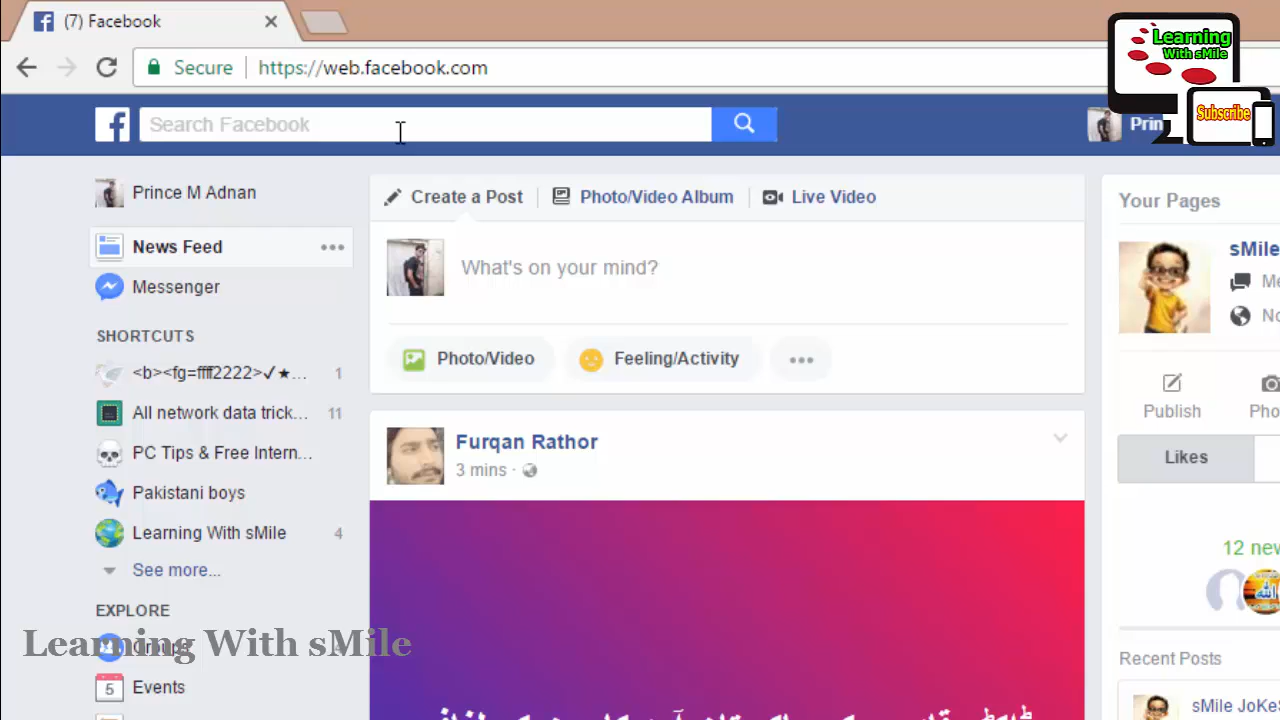 (7) Facebook
Secure
https://web.facebook.com
Learning
With sMile
Subscribe
Search Facebook
Prin
Prince M Adnan
News Feed
Messenger
SHORTCUTS
<b><fg=ffff2222>✓★... 1
All network data trick... 11
PC Tips & Free Intern...
Pakistani boys
Learning With sMile 4
See more...
EXPLORE
Groups
Learning With sMile
5 Events
Create a Post
Photo/Video Album
Live Video
What's on your mind?
Photo/Video
Feeling/Activity
Furqan Rathor
3 mins ·
Your Pages
sMile
Publish
Likes
12 new
Recent Posts
sMile JoKeS